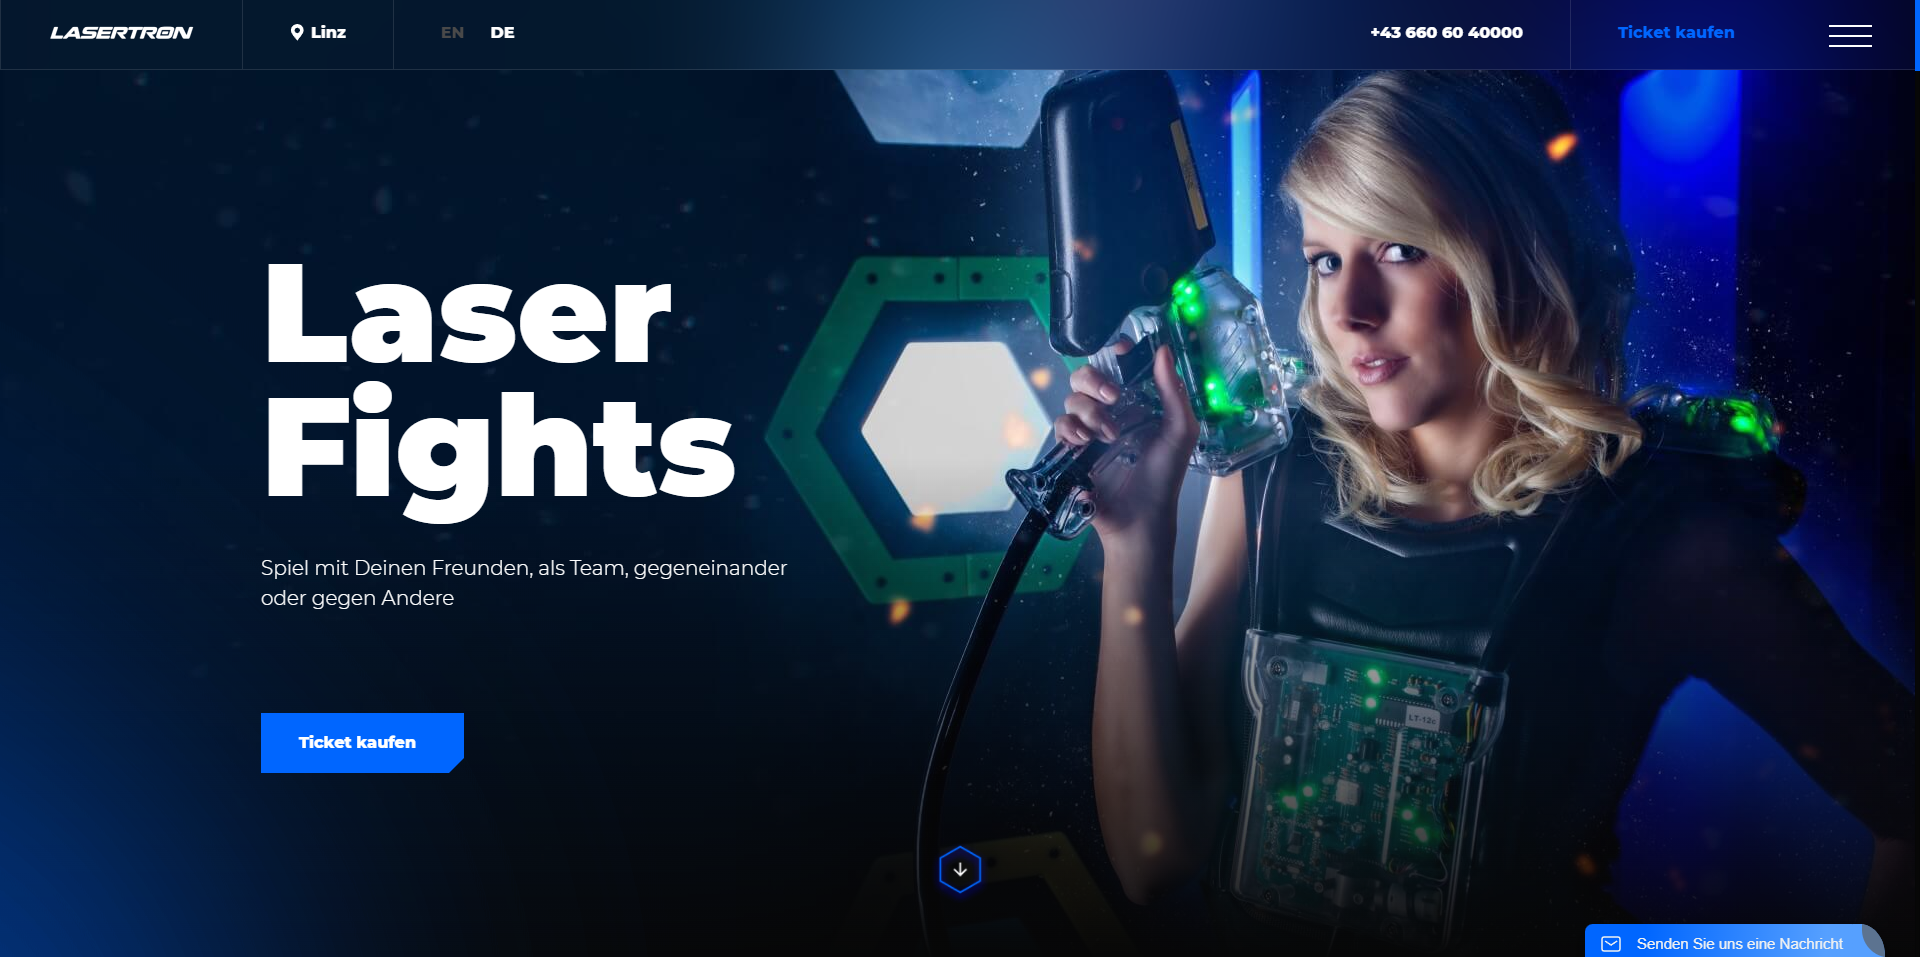 LASERTRON
Linz
EN DE
+43 660 60 40000
Ticket kaufen
Laser
Fights
Spiel mit Deinen Freunden, als Team, gegeneinander
oder gegen Andere
Ticket kaufen
LT-12c
Senden Sie uns eine Nachricht